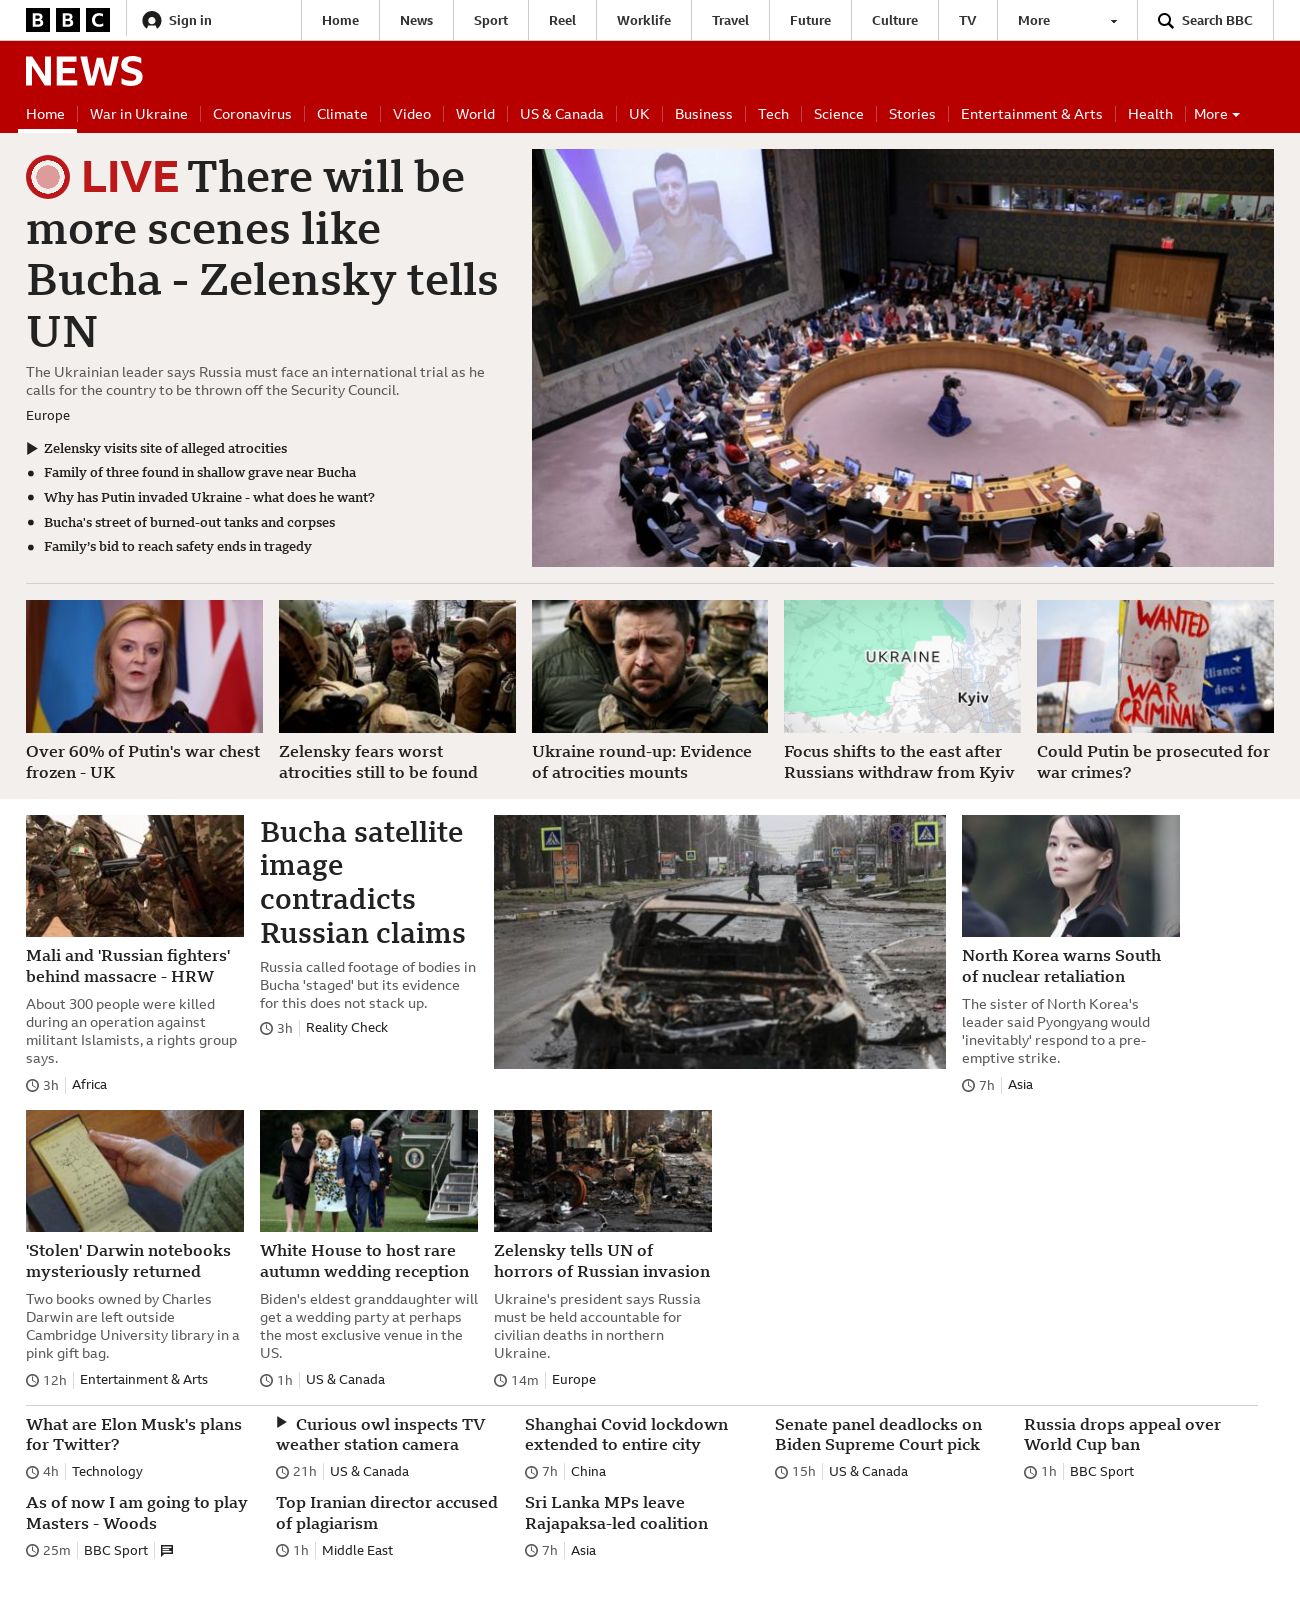 BBC Sign in Home News Sport Reel Worklife Travel Future Culture TV More Search BBC
NEWS
Home War in Ukraine Coronavirus Climate Video World US & Canada UK Business Tech Science Stories Entertainment & Arts Health More
LIVE There will be
more scenes like
Bucha - Zelensky tells
UN
The Ukrainian leader says Russia must face an international trial as he
calls for the country to be thrown off the Security Council.
Europe
Zelensky visits site of alleged atrocities
Family of three found in shallow grave near Bucha
Why has Putin invaded Ukraine - what does he want?
Bucha's street of burned-out tanks and corpses
Family’s bid to reach safety ends in tragedy
Over 60% of Putin's war chest
frozen - UK
Zelensky fears worst
atrocities still to be found
Ukraine round-up: Evidence
of atrocities mounts
UKRAINE
Kyiv
Focus shifts to the east after
Russians withdraw from Kyiv
WANTED
WAR
CRIMINAL
Could Putin be prosecuted for
war crimes?
Mali and 'Russian fighters'
behind massacre - HRW
About 300 people were killed
during an operation against
militant Islamists, a rights group
says.
3h Africa
Bucha satellite
image
contradicts
Russian claims
Russia called footage of bodies in
Bucha 'staged' but its evidence
for this does not stack up.
3h Reality Check
North Korea warns South
of nuclear retaliation
The sister of North Korea's
leader said Pyongyang would
'inevitably' respond to a pre-
emptive strike.
7h Asia
'Stolen' Darwin notebooks
mysteriously returned
Two books owned by Charles
Darwin are left outside
Cambridge University library in a
pink gift bag.
12h Entertainment & Arts
White House to host rare
autumn wedding reception
Biden's eldest granddaughter will
get a wedding party at perhaps
the most exclusive venue in the
US.
1h US & Canada
Zelensky tells UN of
horrors of Russian invasion
Ukraine's president says Russia
must be held accountable for
civilian deaths in northern
Ukraine.
14m Europe
What are Elon Musk's plans
for Twitter?
4h Technology
Curious owl inspects TV
weather station camera
21h US & Canada
Shanghai Covid lockdown
extended to entire city
7h China
Senate panel deadlocks on
Biden Supreme Court pick
15h US & Canada
Russia drops appeal over
World Cup ban
1h BBC Sport
As of now I am going to play
Masters - Woods
25m BBC Sport
Top Iranian director accused
of plagiarism
1h Middle East
Sri Lanka MPs leave
Rajapaksa-led coalition
7h Asia